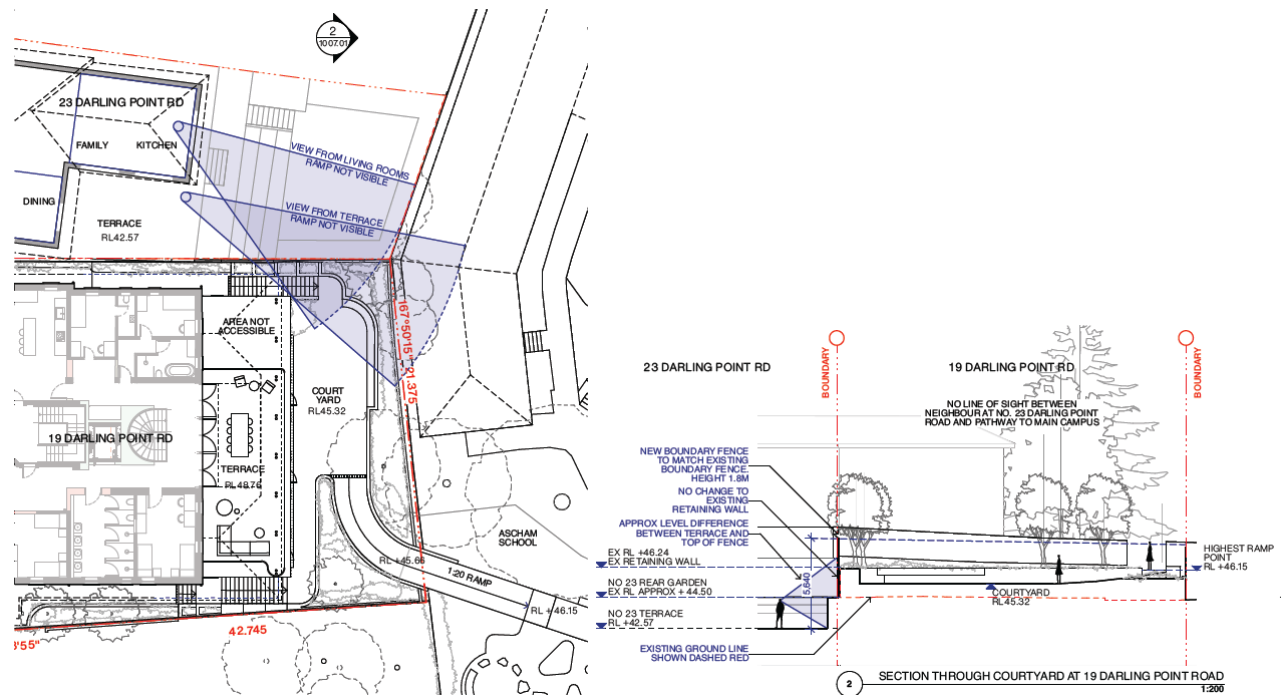 2
1007.01
23 DARLING POINT RD
FAMILY
KITCHEN
DINING
TERRACE
RL42.57
VIEW FROM LIVING ROOMS
RAMP NOT VISIBLE
VIEW FROM TERRACE
RAMP NOT VISIBLE
AREA NOT
ACCESSIBLE
COURT
YARD
RL45.32
167°50'15" 21.375
19 DARLING POINT RD
TERRACE
ASCHAM
SCHOOL
1:20 RAMP
RL + 46.15
42.745
3'55"
23 DARLING POINT RD
BOUNDARY
19 DARLING POINT RD
BOUNDARY
NO LINE OF SIGHT BETWEEN
NEIGHBOUR AT NO. 23 DARLING POINT
ROAD AND PATHWAY TO MAIN CAMPUS
NEW BOUNDARY FENCE
TO MATCH EXISTING
BOUNDARY FENCE.
HEIGHT 1.8M
NO CHANGE TO
EXISTING
RETAINING WALL
APPROX LEVEL DIFFERENCE
BETWEEN TERRACE AND
TOP OF FENCE
EX RL +46.24
EX RETAINING WALL
5,640
HIGHEST RAMP
POINT
RL +46.15
NO 23 REAR GARDEN
EX RL APPROX + 44.50
COURTYARD
RL45.32
NO 23 TERRACE
RL +42.57
EXISTING GROUND LINE
SHOWN DASHED RED
2
SECTION THROUGH COURTYARD AT 19 DARLING POINT ROAD
1:200